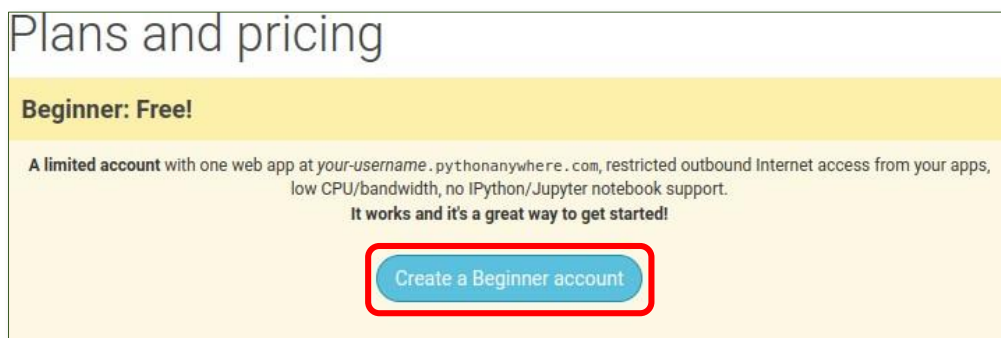 Plans and pricing
Beginner: Free!
A limited account with one web app at your-username.pythonanywhere.com, restricted outbound Internet access from your apps,
low CPU/bandwidth, no IPython/Jupyter notebook support.
It works and it's a great way to get started!
Create a Beginner account